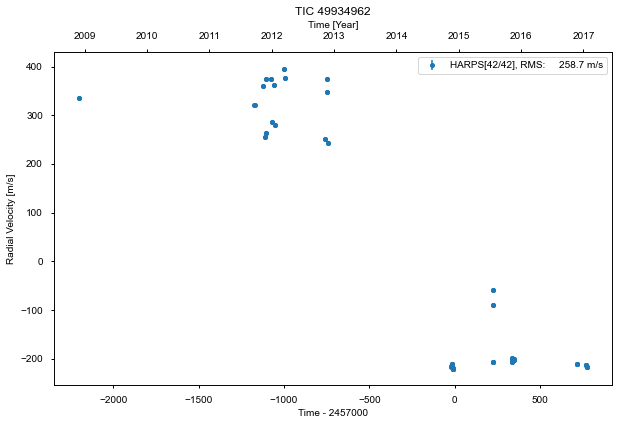 TIC 49934962
Time [Year]
2009 2010 2011 2012 2013 2014 2015 2016 2017
HARPS[42/42], RMS: 258.7 m/s
400
300
200
100
0
−100
−200
Radial Velocity [m/s]
−2000 −1500 −1000 −500 0 500
Time - 2457000